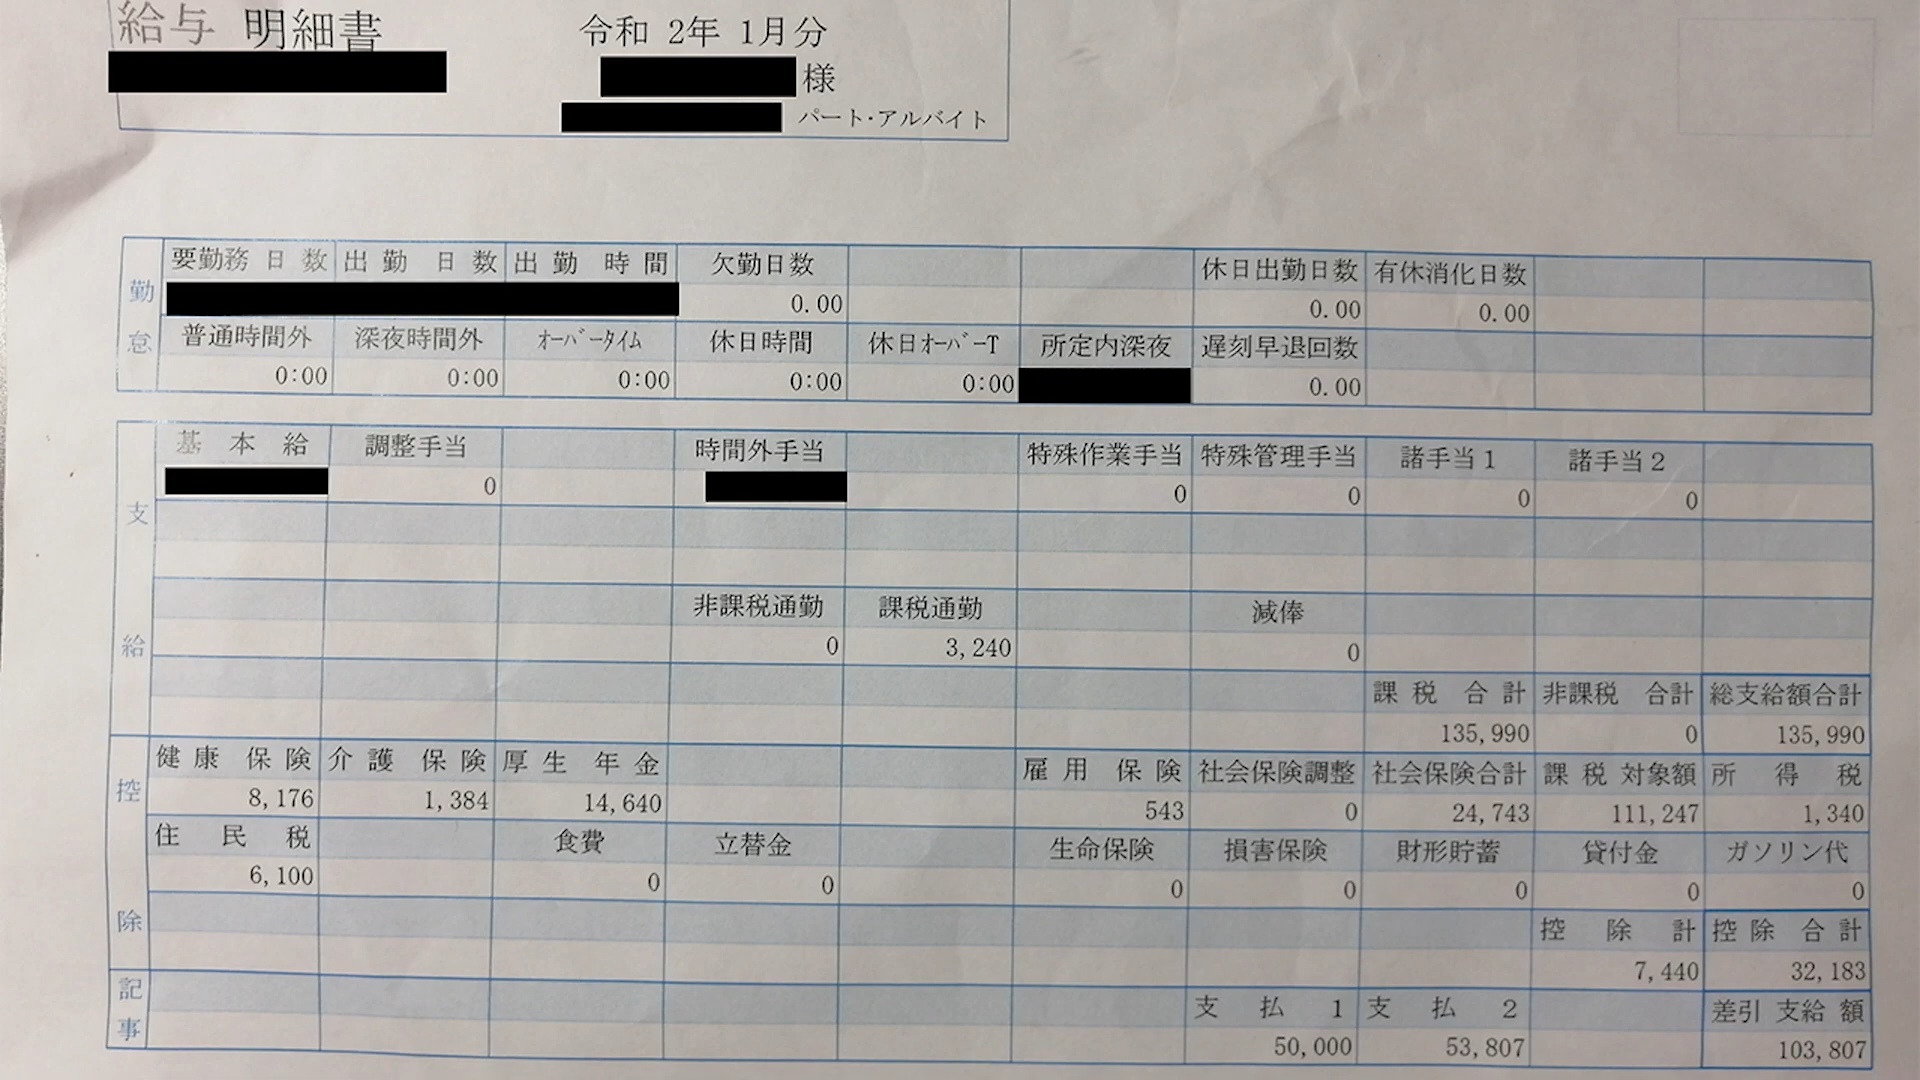 給与 明細書
令和 2年 1月分
様
パート・アルバイト
勤怠
要勤務日数 出勤日数 出勤時間 欠勤日数 休日出勤日数 有休消化日数
0.00 0.00 0.00
普通時間外 深夜時間外 ｵｰﾊﾞｰﾀｲﾑ 休日時間 休日ｵｰﾊﾞｰT 所定内深夜 遅刻早退回数
0:00 0:00 0:00 0:00 0:00 0.00
支給
基本給 調整手当 時間外手当 特殊作業手当 特殊管理手当 諸手当1 諸手当2
0 0 0 0 0
非課税通勤 課税通勤 減俸
0 3,240 0
課税合計 非課税合計 総支給額合計
135,990 0 135,990
控除
健康保険 介護保険 厚生年金 雇用保険 社会保険調整 社会保険合計 課税対象額 所得税
8,176 1,384 14,640 543 0 24,743 111,247 1,340
住民税 食費 立替金 生命保険 損害保険 財形貯蓄 貸付金 ガソリン代
6,100 0 0 0 0 0 0 0
控除計 控除合計
7,440 32,183
記事
支払1 支払2 差引支給額
50,000 53,807 103,807